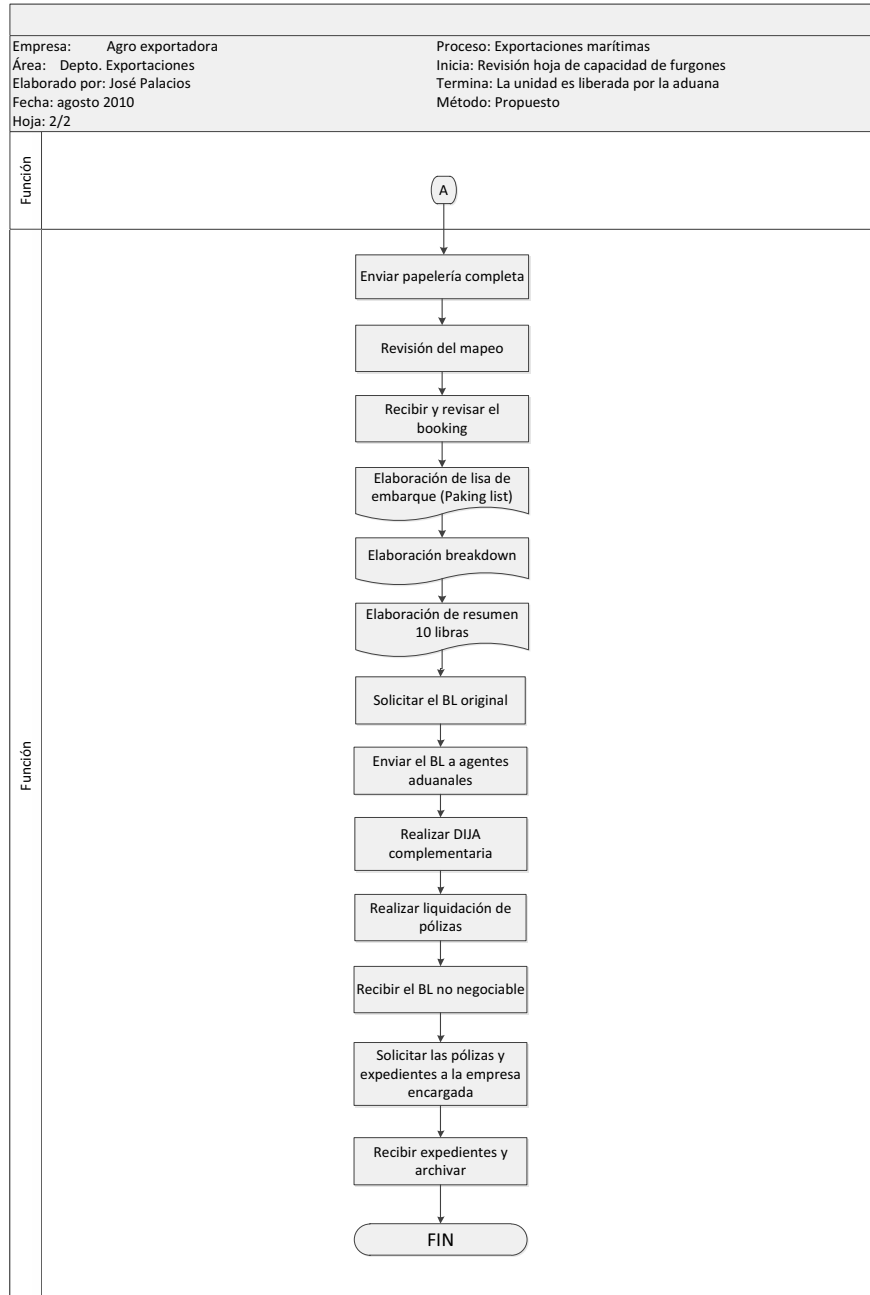 Empresa: Agro exportadora
Área: Depto. Exportaciones
Elaborado por: José Palacios
Fecha: agosto 2010
Hoja: 2/2
Proceso: Exportaciones marítimas
Inicia: Revisión hoja de capacidad de furgones
Termina: La unidad es liberada por la aduana
Método: Propuesto
Función
A
Función
Enviar papelería completa
Revisión del mapeo
Recibir y revisar el
booking
Elaboración de lisa de
embarque (Paking list)
Elaboración breakdown
Elaboración de resumen
10 libras
Solicitar el BL original
Enviar el BL a agentes
aduanales
Realizar DIJA
complementaria
Realizar liquidación de
pólizas
Recibir el BL no negociable
Solicitar las pólizas y
expedientes a la empresa
encargada
Recibir expedientes y
archivar
FIN